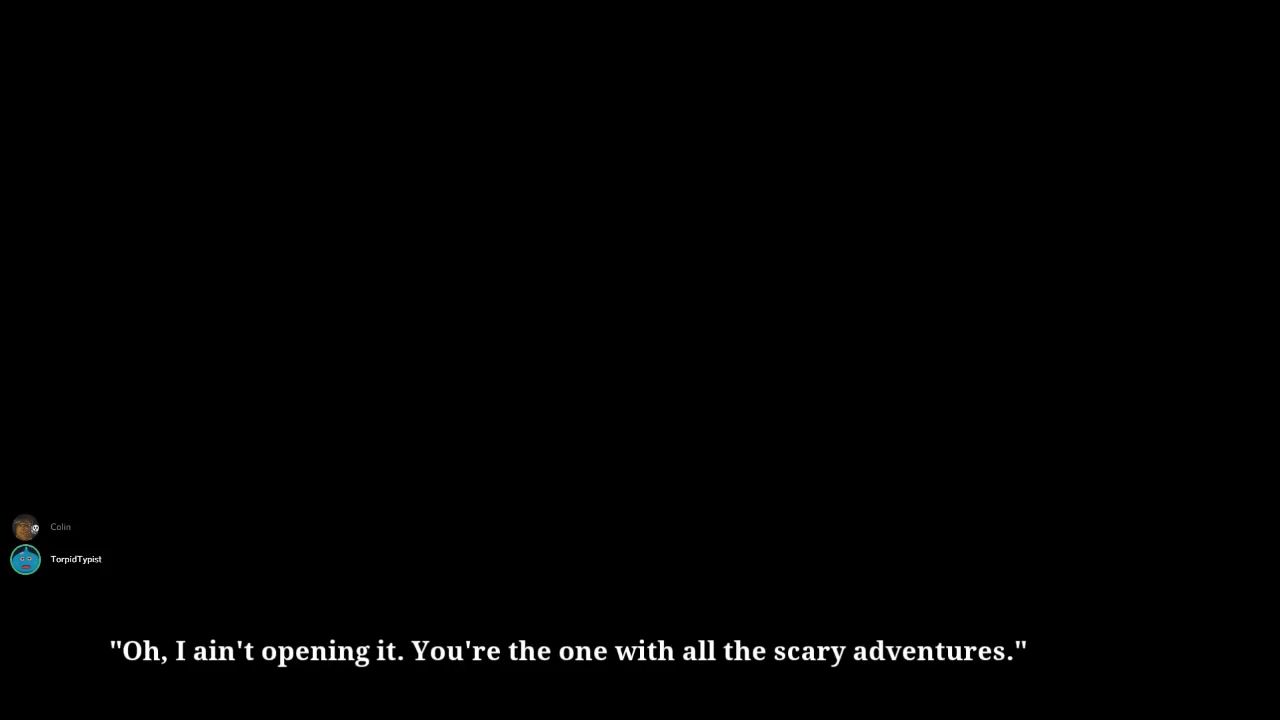 Colin
TorpidTypist
"Oh, I ain't opening it. You're the one with all the scary adventures."